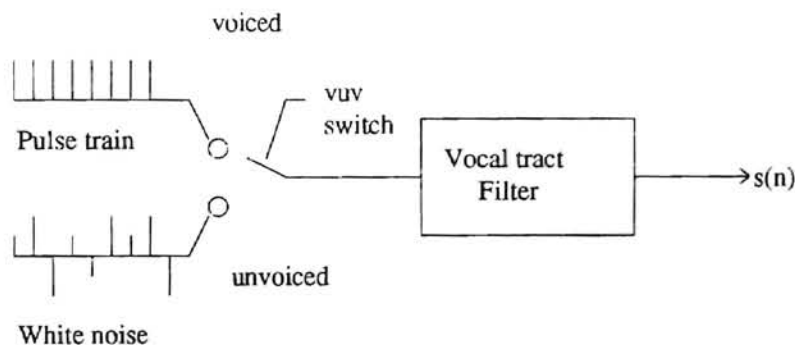 voiced
vuv
switch
Pulse train
Vocal tract
Filter
s(n)
unvoiced
White noise